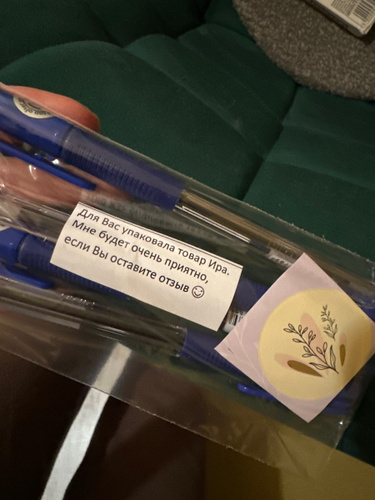 Для Вас упаковала товар Ира.
Мне будет очень приятно,
если Вы оставите отзыв ☺